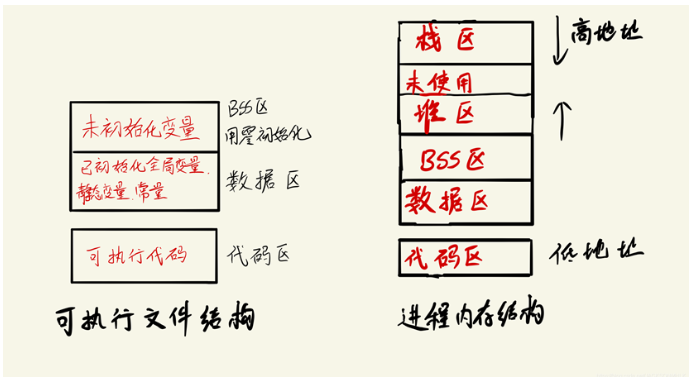 未初始化变量
BSS区
用零初始化
已初始化全局变量、
静态变量、常量
数据区
可执行代码
代码区
可执行文件结构
栈区
高地址
未使用
堆区
BSS区
数据区
代码区
低地址
进程内存结构